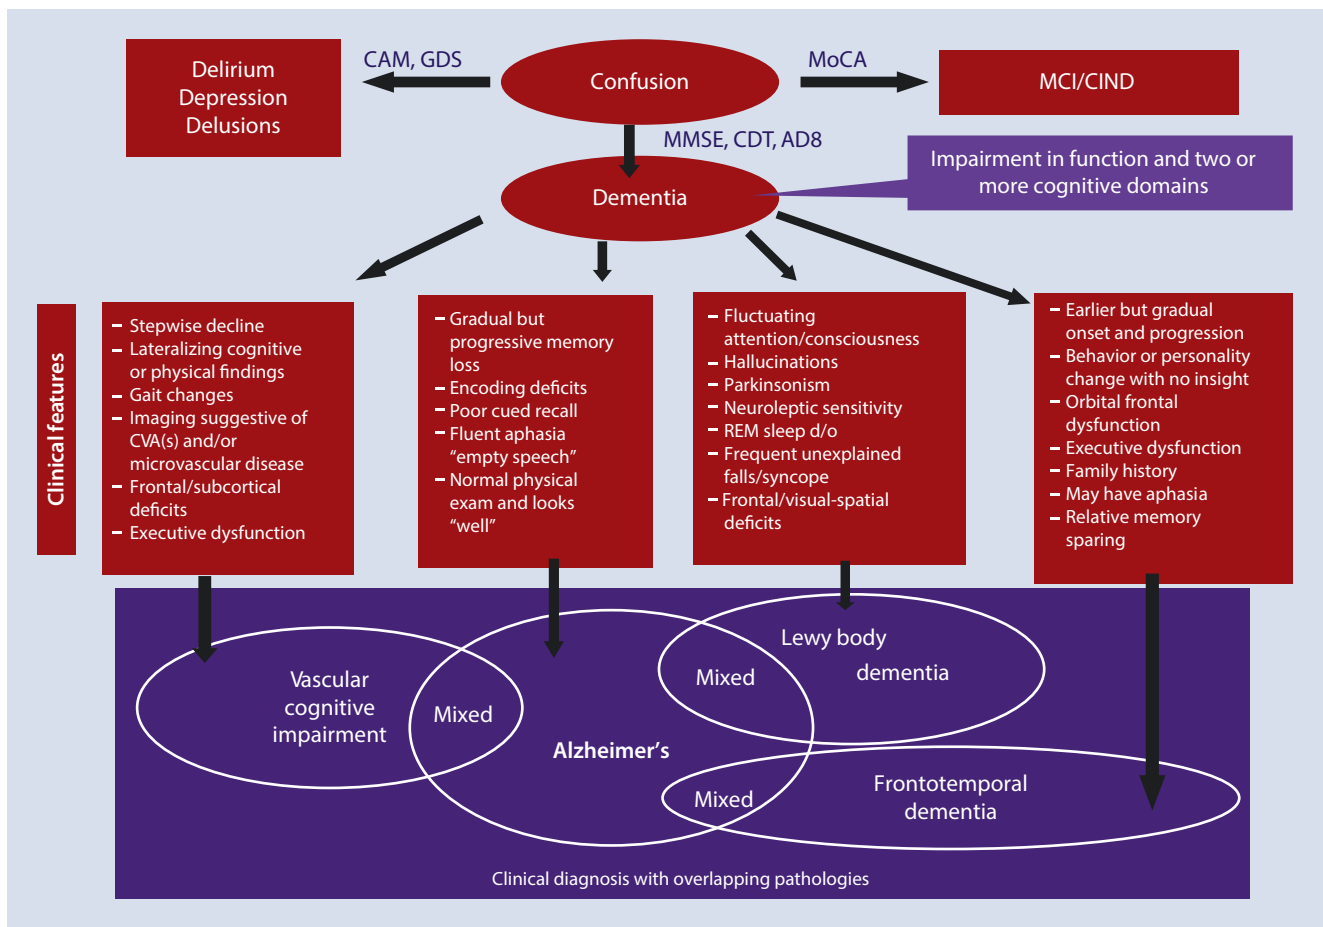 CAM, GDS
Delirium
Depression
Delusions
Confusion
MoCA
MCI/CIND
MMSE, CDT, AD8
Dementia
Impairment in function and two or
more cognitive domains
Clinical features
– Stepwise decline
– Lateralizing cognitive
or physical findings
– Gait changes
– Imaging suggestive of
CVA(s) and/or
microvascular disease
– Frontal/subcortical
deficits
– Executive dysfunction
– Gradual but
progressive memory
loss
– Encoding deficits
– Poor cued recall
– Fluent aphasia
“empty speech”
– Normal physical
exam and looks
“well”
– Fluctuating
attention/consciousness
– Hallucinations
– Parkinsonism
– Neuroleptic sensitivity
– REM sleep d/o
– Frequent unexplained
falls/syncope
– Frontal/visual-spatial
deficits
– Earlier but gradual
onset and progression
– Behavior or personality
change with no insight
– Orbital frontal
dysfunction
– Executive dysfunction
– Family history
– May have aphasia
– Relative memory
sparing
Vascular
cognitive
impairment
Mixed
Alzheimer’s
Mixed
Lewy body
dementia
Mixed
Frontotemporal
dementia
Clinical diagnosis with overlapping pathologies